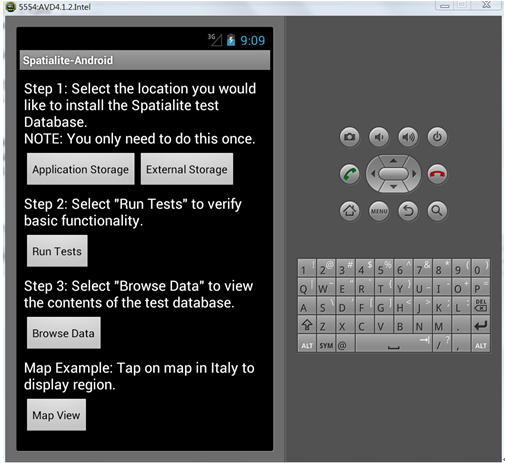 5554:AVD4.1.2.Intel
3G 9:09
Spatialite-Android
Step 1: Select the location you would
like to install the Spatialite test
Database.
NOTE: You only need to do this once.
Application Storage External Storage
Step 2: Select "Run Tests" to verify
basic functionality.
Run Tests
Step 3: Select "Browse Data" to view
the contents of the test database.
Browse Data
Map Example: Tap on map in Italy to
display region.
Map View
MENU
1 ! 2 @ 3 # 4 $ 5 % 6 ^ 7 & 8 * 9 ( 0 )
Q W E R T Y U I O P
A S D F G H J K L DEL
Z X C V B N M .
ALT SYM @ / ? , ALT